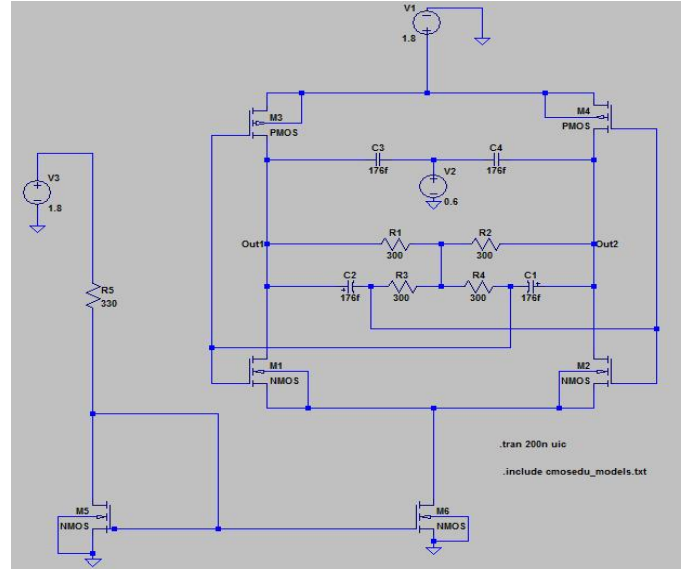 V1
1.8
M3
PMOS
M4
PMOS
C3
176f
C4
176f
V2
0.6
V3
1.8
Out1
R1
300
R2
300
Out2
C2
176f
R3
300
R4
300
C1
176f
R5
330
M1
NMOS
M2
NMOS
.tran 200n uic
.include cmosedu_models.txt
M5
NMOS
M6
NMOS